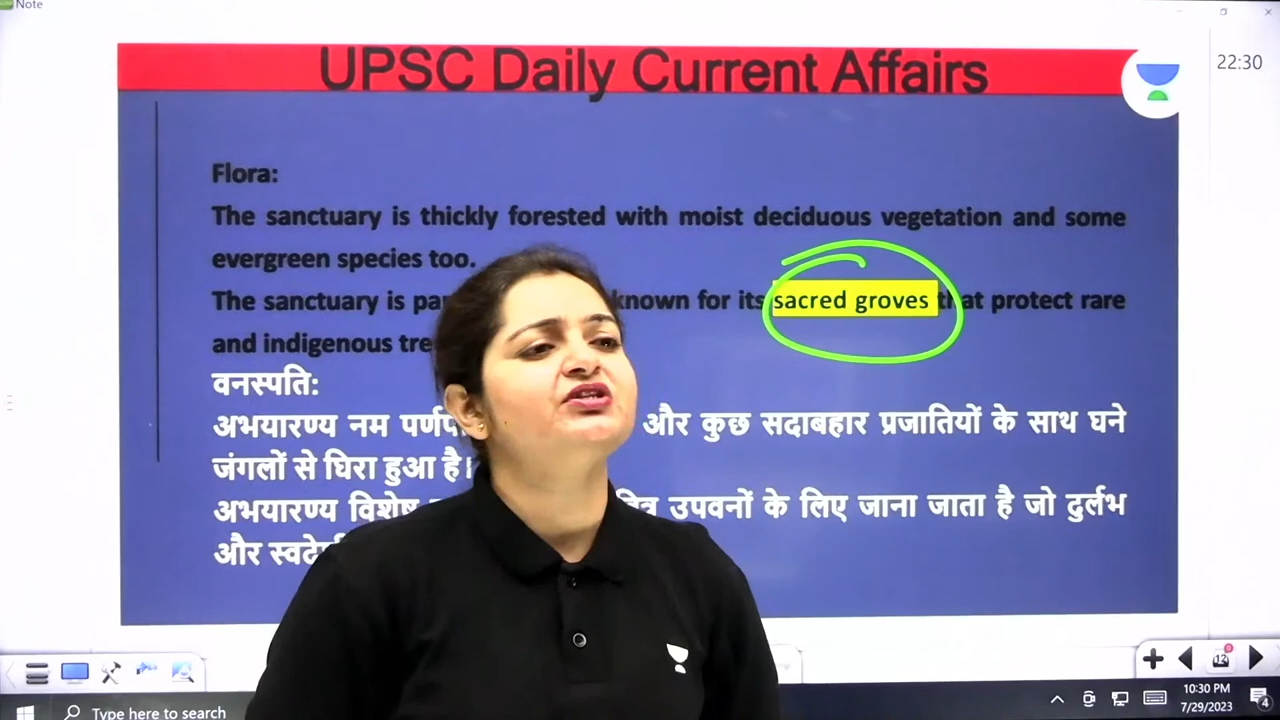 Note
UPSC Daily Current Affairs
22:30
Flora:
The sanctuary is thickly forested with moist deciduous vegetation and some
evergreen species too.
The sanctuary is known for its sacred groves that protect rare
and indigenous
वनस्पति:
अभयारण्य नम और कुछ सदाबहार प्रजातियों के साथ घने
जंगलों से घिरा हुआ है।
अभयारण्य उपवनों के लिए जाना जाता है जो दुर्लभ
और
12
9
10:30 PM
Type here to search
7/29/2023
4